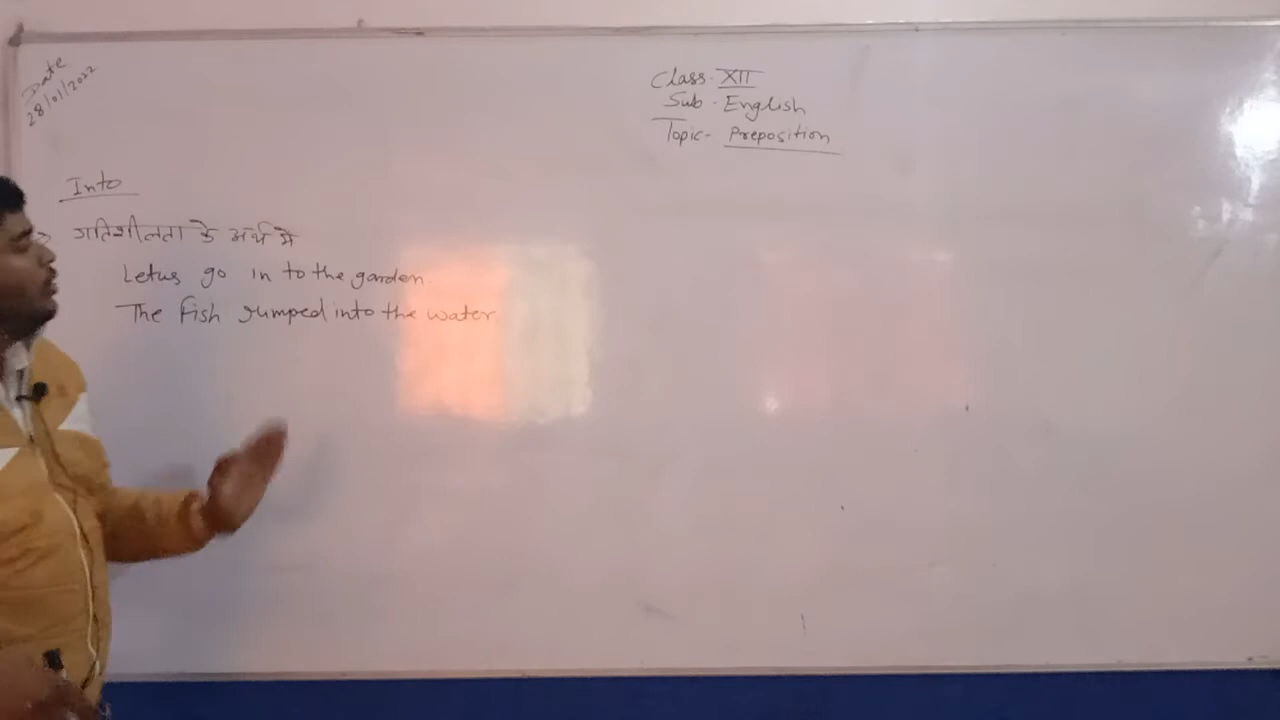 Date
28/01/2022
Class - XII
Sub - English
Topic - Preposition
Into
→ गतिशीलता के अर्थ मे
Letus go in to the garden.
The fish jumped into the water